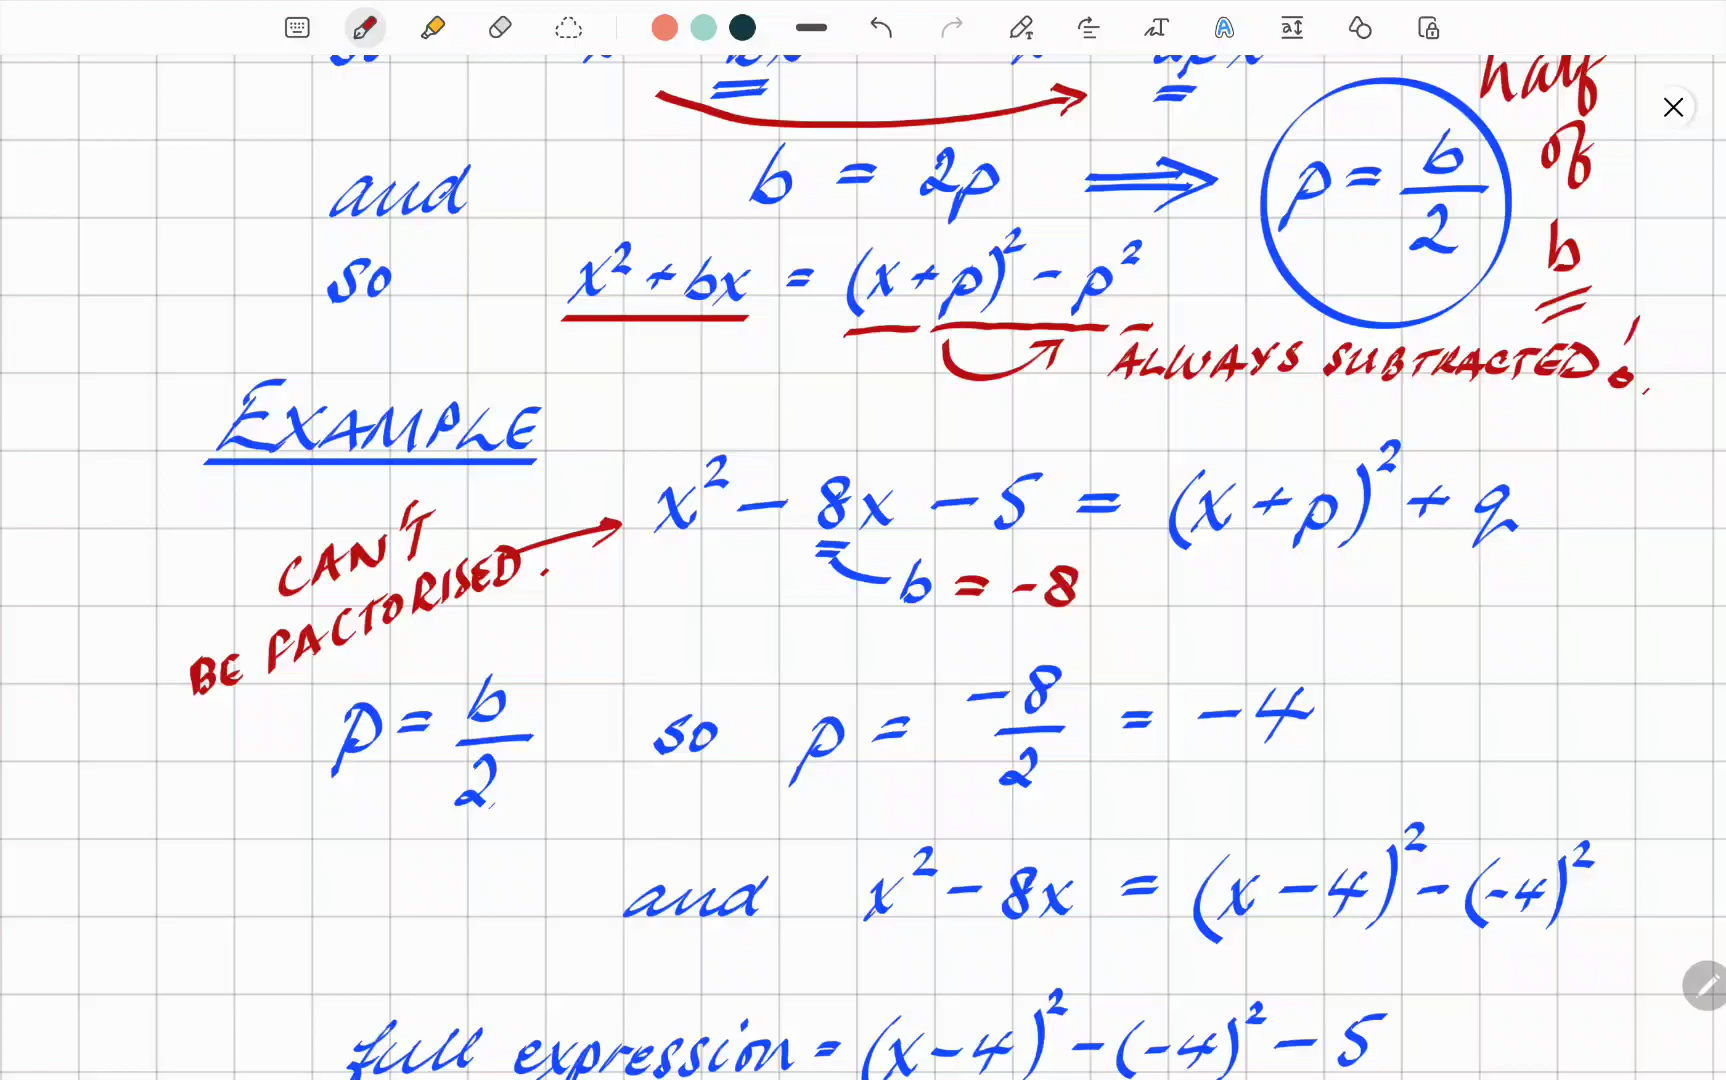 half
of
b
and b = 2p ⟹ p = b/2
so x² + bx = (x + p)² - p²
ALWAYS SUBTRACTED!
EXAMPLE
x² - 8x - 5 = (x + p)² + q
CAN'T
BE FACTORISED.
b = -8
p = b/2 so p = -8/2 = -4
and x² - 8x = (x - 4)² - (-4)²
full expression = (x - 4)² - (-4)² - 5